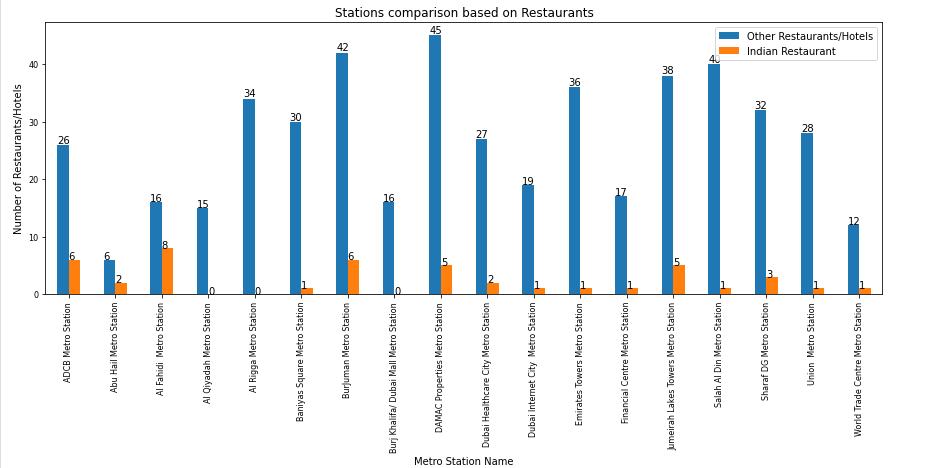 Stations comparison based on Restaurants
Other Restaurants/Hotels
Indian Restaurant
Number of Restaurants/Hotels
40
30
20
10
0
26
6
6
2
16
8
15
0
34
0
30
1
42
6
16
0
45
5
27
2
19
1
36
1
17
1
38
5
40
1
32
3
28
1
12
1
ADCB Metro Station
Abu Hail Metro Station
Al Fahidi  Metro Station
Al Qiyadah Metro Station
Al Rigga Metro Station
Baniyas Square Metro Station
BurJuman Metro Station
Burj Khalifa/ Dubai Mall Metro Station
DAMAC Properties Metro Station
Dubai Healthcare City Metro Station
Dubai Internet City  Metro Station
Emirates Towers Metro Station
Financial Centre Metro Station
Jumeirah Lakes Towers Metro Station
Salah Al Din Metro Station
Sharaf DG Metro Station
Union  Metro Station
World Trade Centre Metro Station
Metro Station Name